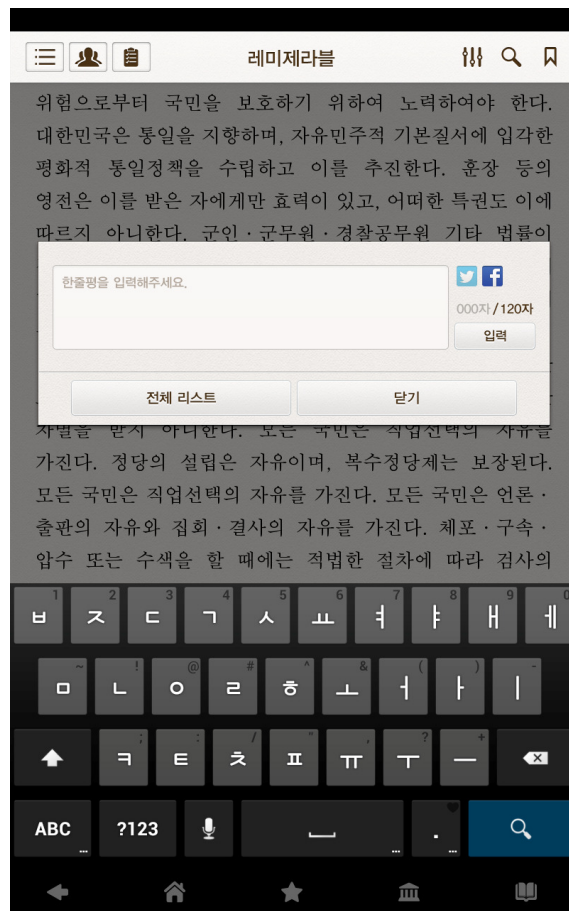 레미제라블
위험으로부터 국민을 보호하기 위하여 노력하여야 한다.
대한민국은 통일을 지향하며, 자유민주적 기본질서에 입각한
평화적 통일정책을 수립하고 이를 추진한다. 훈장 등의
영전은 이를 받은 자에게만 효력이 있고, 어떠한 특권도 이에
따르지 아니한다. 군인·군무원·경찰공무원 기타 법률이
한줄평을 입력해주세요.
000자 / 120자
입력
전체 리스트 닫기
자벌을 받지 아니한다. 모든 국민은 직업선택의 자유를
가진다. 정당의 설립은 자유이며, 복수정당제는 보장된다.
모든 국민은 직업선택의 자유를 가진다. 모든 국민은 언론·
출판의 자유와 집회·결사의 자유를 가진다. 체포·구속·
압수 또는 수색을 할 때에는 적법한 절차에 따라 검사의
1 2 3 4 5 6 7 8 9 0
ㅂ ㅈ ㄷ ㄱ ㅅ ㅛ ㅕ ㅑ ㅐ ㅔ
~ ! @ # ^ & ( ) -
ㅁ ㄴ ㅇ ㄹ ㅎ ㅗ ㅓ ㅏ ㅣ
; : / " , ? +
ㅋ ㅌ ㅊ ㅍ ㅠ ㅜ ㅡ
ABC ?123 .